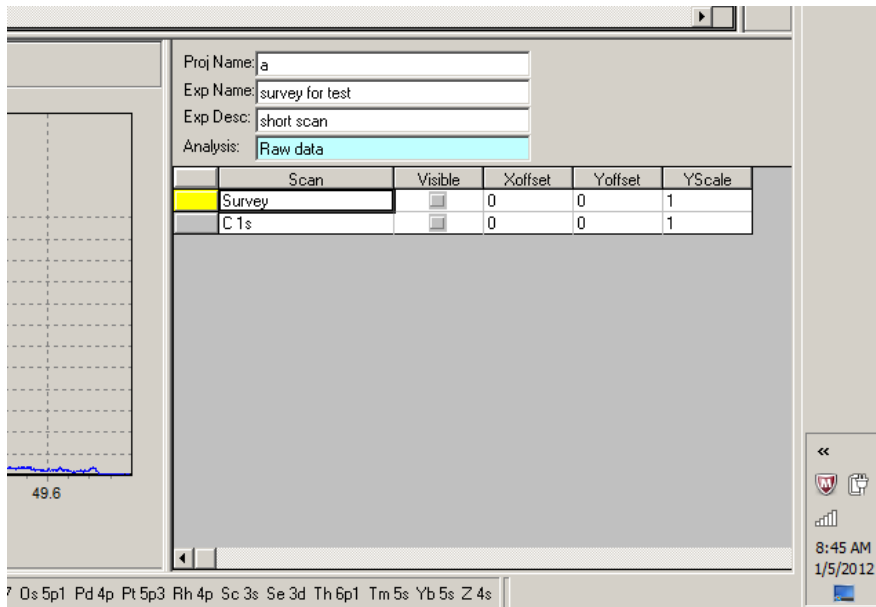 Proj Name: a
Exp Name: survey for test
Exp Desc: short scan
Analysis: Raw data
Scan Visible Xoffset Yoffset YScale
Survey 0 0 1
C 1s 0 0 1
49.6
«
8:45 AM
1/5/2012
Os 5p1 Pd 4p Pt 5p3 Rh 4p Sc 3s Se 3d Th 6p1 Tm 5s Yb 5s Z 4s